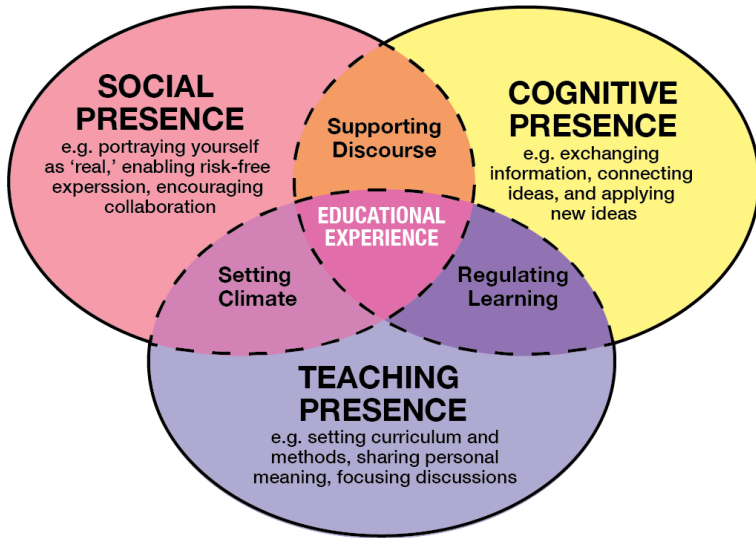 SOCIAL
PRESENCE
e.g. portraying yourself
as ‘real,’ enabling risk-free
experssion, encouraging
collaboration
Supporting
Discourse
COGNITIVE
PRESENCE
e.g. exchanging
information, connecting
ideas, and applying
new ideas
EDUCATIONAL
EXPERIENCE
Setting
Climate
Regulating
Learning
TEACHING
PRESENCE
e.g. setting curriculum and
methods, sharing personal
meaning, focusing discussions